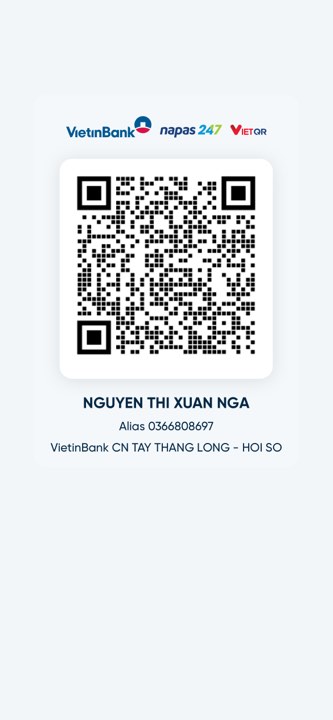 VietinBank napas 247 VIETQR
NGUYEN THI XUAN NGA
Alias 0366808697
VietinBank CN TAY THANG LONG - HOI SO